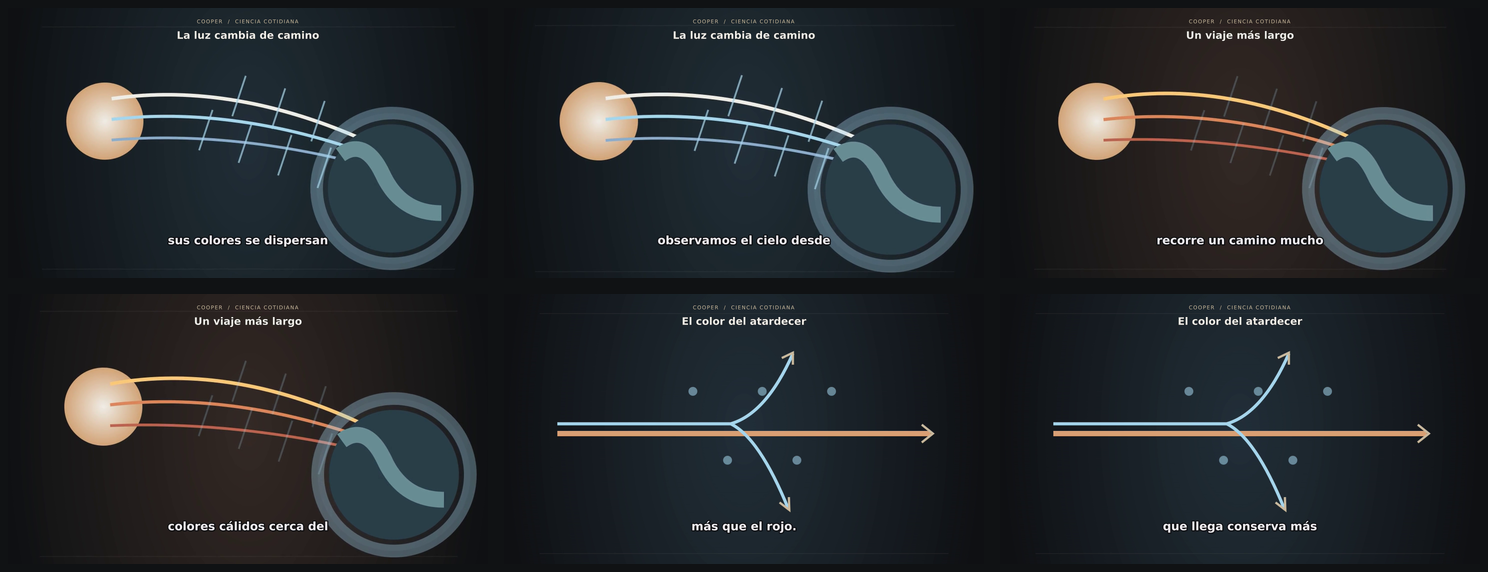 COOPER / CIENCIA COTIDIANA
La luz cambia de camino
sus colores se dispersan
COOPER / CIENCIA COTIDIANA
La luz cambia de camino
observamos el cielo desde
COOPER / CIENCIA COTIDIANA
Un viaje más largo
recorre un camino mucho
COOPER / CIENCIA COTIDIANA
Un viaje más largo
colores cálidos cerca del
COOPER / CIENCIA COTIDIANA
El color del atardecer
más que el rojo.
COOPER / CIENCIA COTIDIANA
El color del atardecer
que llega conserva más